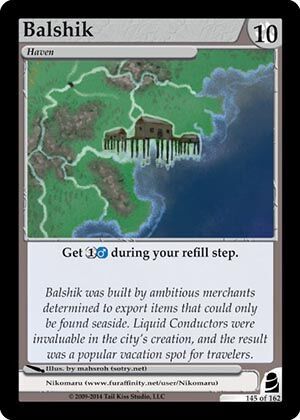 Balshik
10
Haven
Get 1♂ during your refill step.
Balshik was built by ambitious merchants
determined to export items that could only
be found seaside. Liquid Conductors were
invaluable in the city's creation, and the result
was a popular vacation spot for travelers.
Illus. by mahsroh (sotry.net)
Nikomaru (www.furaffinity.net/user/Nikomaru)
© 2009-2014 Tail Kiss Studio, LLC
145 of 162